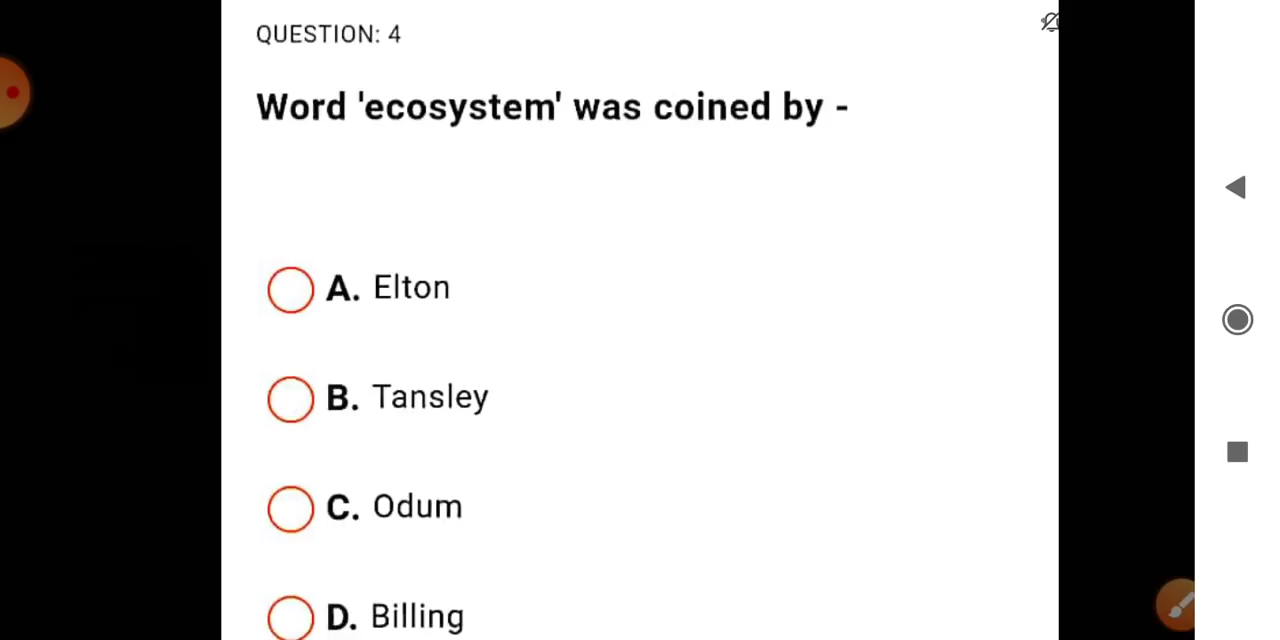 QUESTION: 4
Word 'ecosystem' was coined by -
A. Elton
B. Tansley
C. Odum
D. Billing